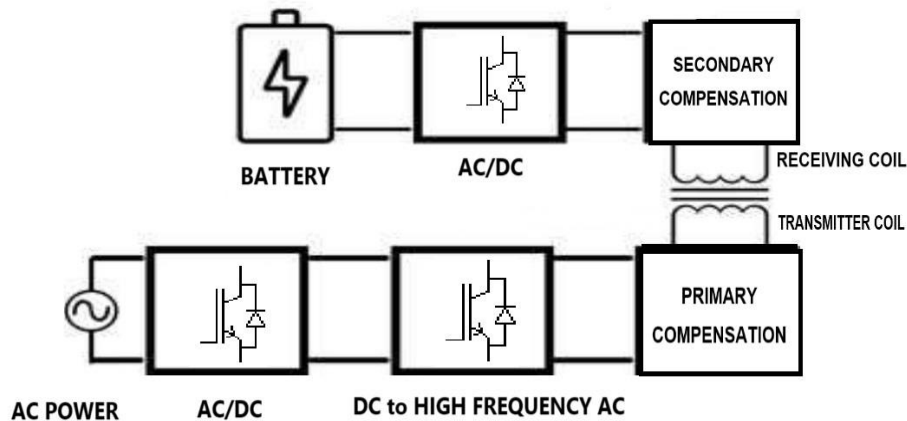 SECONDARY
COMPENSATION
BATTERY
AC/DC
RECEIVING COIL
TRANSMITTER COIL
PRIMARY
COMPENSATION
AC POWER
AC/DC
DC to HIGH FREQUENCY AC